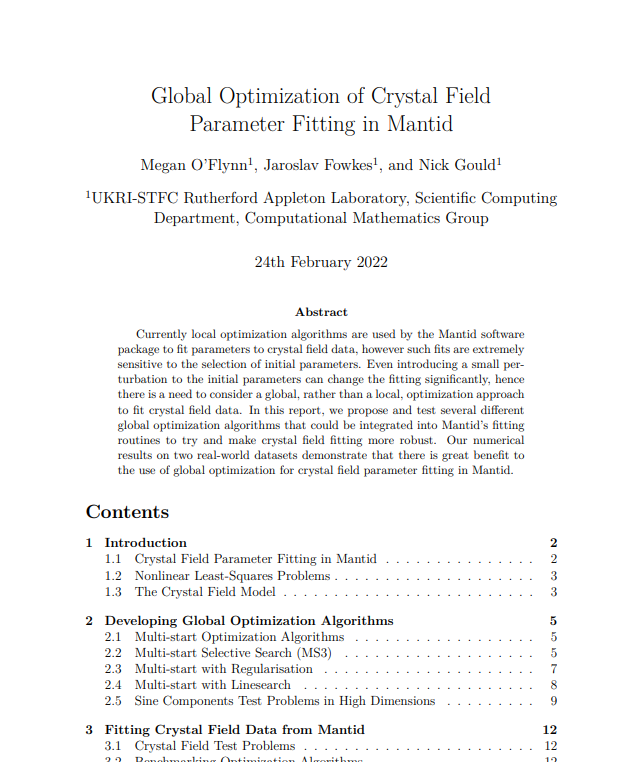 Global Optimization of Crystal Field
Parameter Fitting in Mantid
Megan O'Flynn¹, Jaroslav Fowkes¹, and Nick Gould¹
¹UKRI-STFC Rutherford Appleton Laboratory, Scientific Computing
Department, Computational Mathematics Group
24th February 2022
Abstract
Currently local optimization algorithms are used by the Mantid software
package to fit parameters to crystal field data, however such fits are extremely
sensitive to the selection of initial parameters. Even introducing a small per-
turbation to the initial parameters can change the fitting significantly, hence
there is a need to consider a global, rather than a local, optimization approach
to fit crystal field data. In this report, we propose and test several different
global optimization algorithms that could be integrated into Mantid's fitting
routines to try and make crystal field fitting more robust. Our numerical
results on two real-world datasets demonstrate that there is great benefit to
the use of global optimization for crystal field parameter fitting in Mantid.
Contents
1 Introduction 2
1.1 Crystal Field Parameter Fitting in Mantid . . . . . . . . . . . . . . . 2
1.2 Nonlinear Least-Squares Problems . . . . . . . . . . . . . . . . . . . . 3
1.3 The Crystal Field Model . . . . . . . . . . . . . . . . . . . . . . . . . 3
2 Developing Global Optimization Algorithms 5
2.1 Multi-start Optimization Algorithms . . . . . . . . . . . . . . . . . . 5
2.2 Multi-start Selective Search (MS3) . . . . . . . . . . . . . . . . . . . 5
2.3 Multi-start with Regularisation . . . . . . . . . . . . . . . . . . . . . 7
2.4 Multi-start with Linesearch . . . . . . . . . . . . . . . . . . . . . . . 8
2.5 Sine Components Test Problems in High Dimensions . . . . . . . . . 9
3 Fitting Crystal Field Data from Mantid 12
3.1 Crystal Field Test Problems . . . . . . . . . . . . . . . . . . . . . . . 12
3.2 Benchmarking Optimization Algorithms . . . . . . . . . . . . . . . . 12